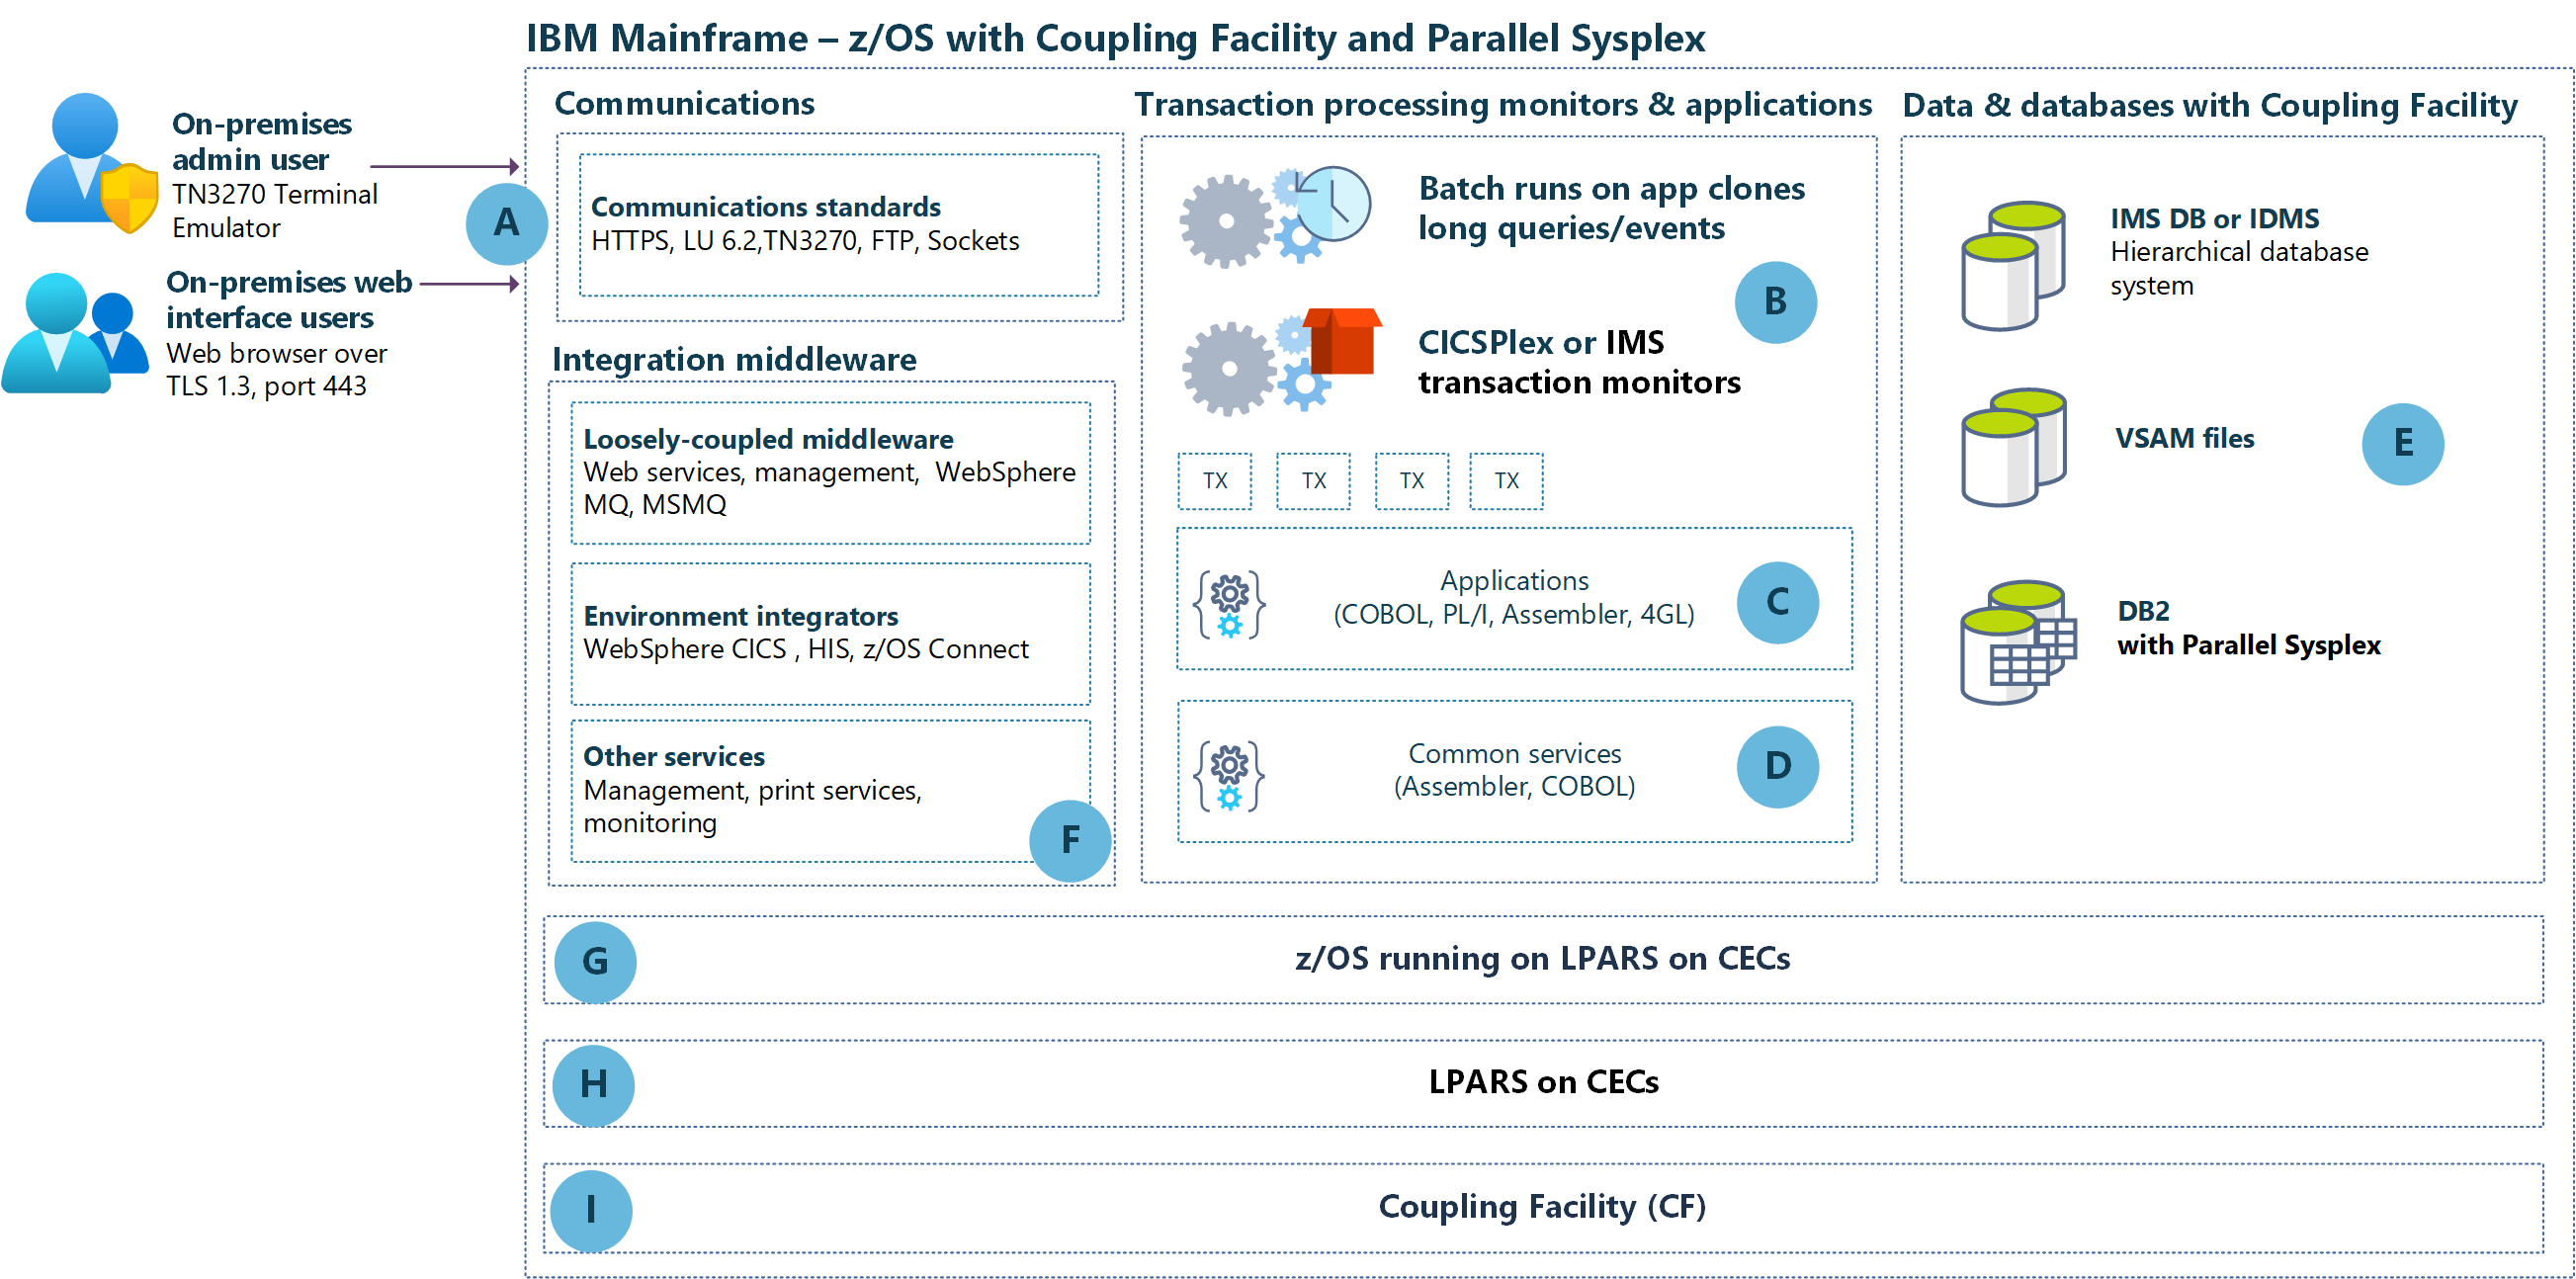 IBM Mainframe – z/OS with Coupling Facility and Parallel Sysplex
On-premises
admin user
TN3270 Terminal
Emulator
On-premises web
interface users
Web browser over
TLS 1.3, port 443
A
Communications
Communications standards
HTTPS, LU 6.2,TN3270, FTP, Sockets
Integration middleware
Loosely-coupled middleware
Web services, management,  WebSphere
MQ, MSMQ
Environment integrators
WebSphere CICS , HIS, z/OS Connect
Other services
Management, print services,
monitoring
F
Transaction processing monitors & applications
Batch runs on app clones
long queries/events
B
CICSPlex or IMS
transaction monitors
TX TX TX TX
Applications
(COBOL, PL/I, Assembler, 4GL)
C
Common services
(Assembler, COBOL)
D
Data & databases with Coupling Facility
IMS DB or IDMS
Hierarchical database
system
VSAM files
E
DB2
with Parallel Sysplex
G
z/OS running on LPARS on CECs
H
LPARS on CECs
I
Coupling Facility (CF)